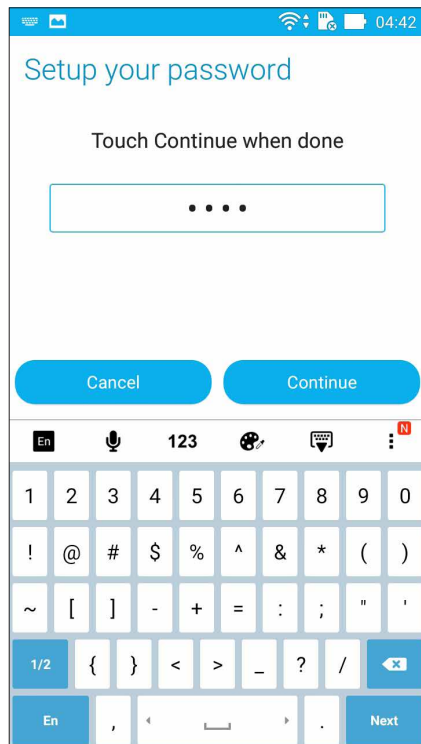 04:42
Setup your password
Touch Continue when done
••••
Cancel Continue
En 123 N
1 2 3 4 5 6 7 8 9 0
! @ # $ % ^ & * ( )
~ [ ] - + = : ; " '
1/2 { } < > _ ? /
En , . Next